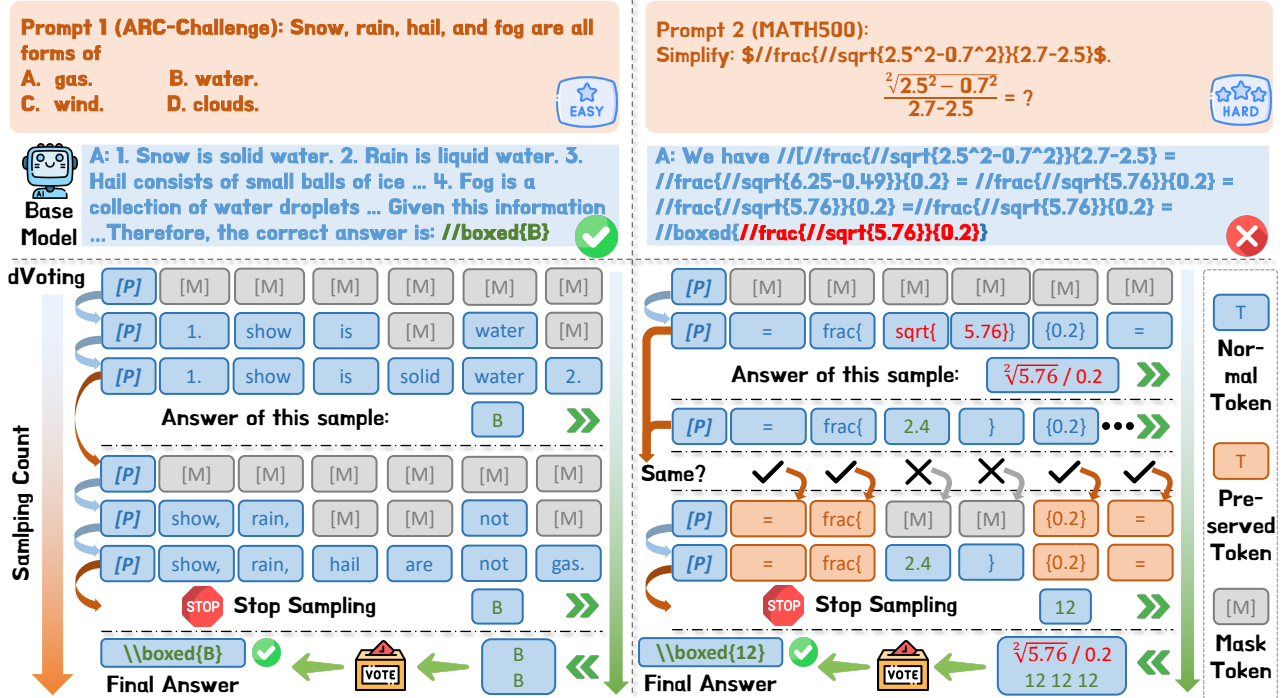 Prompt 1 (ARC-Challenge): Snow, rain, hail, and fog are all
forms of
A. gas. B. water.
C. wind. D. clouds.
EASY
Prompt 2 (MATH500):
Simplify: $//frac{//sqrt{2.5^2-0.7^2}}{2.7-2.5}$.
\frac{\sqrt[2]{2.5² − 0.7²}}{2.7-2.5} = ?
HARD
AI
Base
Model
A: 1. Snow is solid water. 2. Rain is liquid water. 3.
Hail consists of small balls of ice ... 4. Fog is a
collection of water droplets ... Given this information
...Therefore, the correct answer is: //boxed{B}
A: We have //[//frac{//sqrt{2.5^2-0.7^2}}{2.7-2.5} =
//frac{//sqrt{6.25-0.49}}{0.2} = //frac{//sqrt{5.76}}{0.2} =
//frac{//sqrt{5.76}}{0.2} =//frac{//sqrt{5.76}}{0.2} =
//boxed{//frac{//sqrt{5.76}}{0.2}}
dVoting
Sampling Count
[P] [M] [M] [M] [M] [M] [M]
[P] 1. show is [M] water [M]
[P] 1. show is solid water 2.
Answer of this sample: B
[P] [M] [M] [M] [M] [M] [M]
[P] show, rain, [M] [M] not [M]
[P] show, rain, hail are not gas.
STOP Stop Sampling B
\\boxed{B} VOTE B
B
Final Answer
[P] [M] [M] [M] [M] [M] [M]
[P] = frac{ sqrt{ 5.76}} {0.2} =
Answer of this sample: \sqrt[2]{5.76} / 0.2
[P] = frac{ 2.4 } {0.2} •••
Same?
[P] = frac{ [M] [M] {0.2} =
[P] = frac{ 2.4 } {0.2} =
STOP Stop Sampling 12
\\boxed{12} VOTE \sqrt[2]{5.76} / 0.2
12 12 12
Final Answer
T
Nor-
mal
Token
T
Pre-
served
Token
[M]
Mask
Token